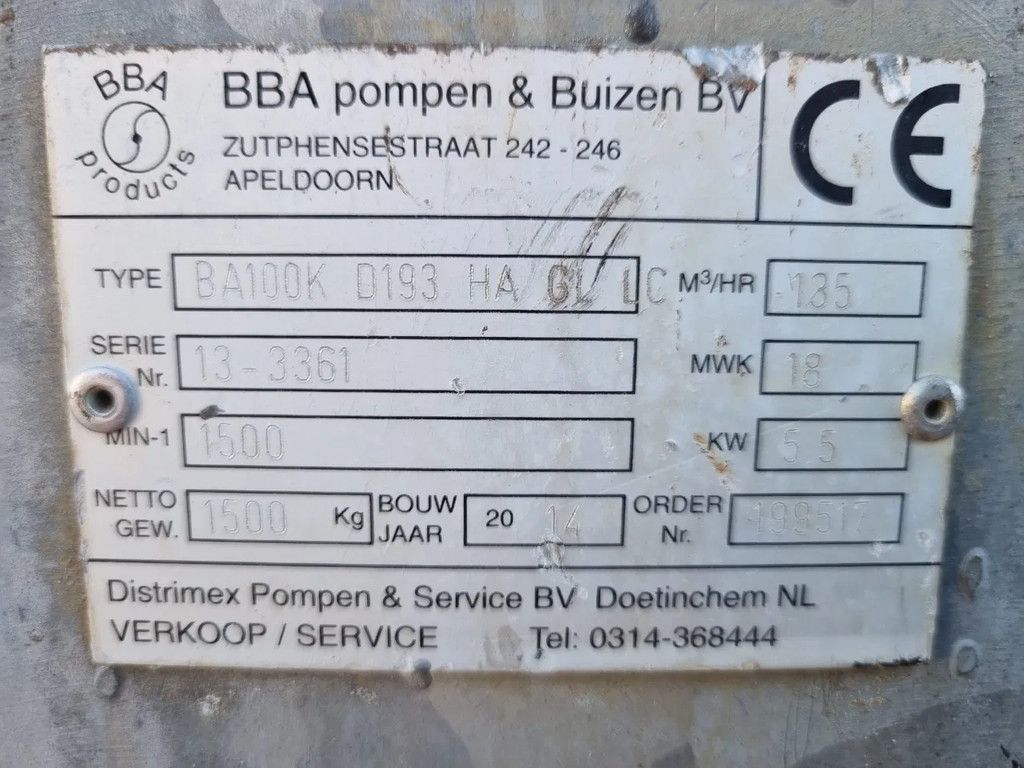 BBA products
BBA pompen & Buizen BV
ZUTPHENSESTRAAT 242 - 246
APELDOORN
CE
TYPE BA100K D193 HA GL LC M³/HR 135
SERIE Nr. 13-3361 MWK 18
MIN-1 1500 KW 5.5
NETTO GEW. 1500 Kg BOUW JAAR 20 14 ORDER Nr. 199517
Distrimex Pompen & Service BV Doetinchem NL
VERKOOP / SERVICE Tel: 0314-368444